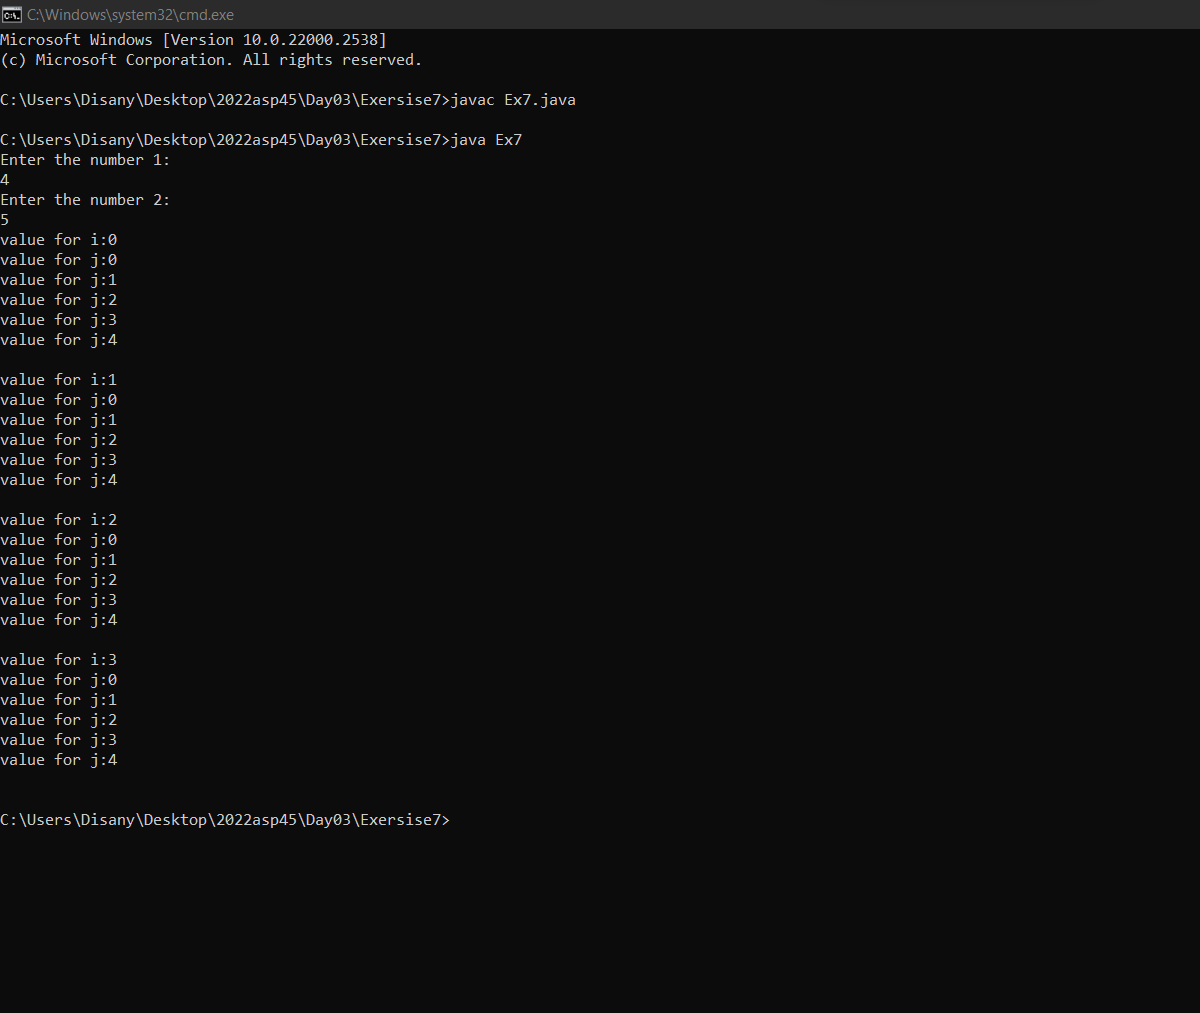 C:\Windows\system32\cmd.exe
Microsoft Windows [Version 10.0.22000.2538]
(c) Microsoft Corporation. All rights reserved.
C:\Users\Disany\Desktop\2022asp45\Day03\Exersise7>javac Ex7.java
C:\Users\Disany\Desktop\2022asp45\Day03\Exersise7>java Ex7
Enter the number 1:
4
Enter the number 2:
5
value for i:0
value for j:0
value for j:1
value for j:2
value for j:3
value for j:4
value for i:1
value for j:0
value for j:1
value for j:2
value for j:3
value for j:4
value for i:2
value for j:0
value for j:1
value for j:2
value for j:3
value for j:4
value for i:3
value for j:0
value for j:1
value for j:2
value for j:3
value for j:4
C:\Users\Disany\Desktop\2022asp45\Day03\Exersise7>